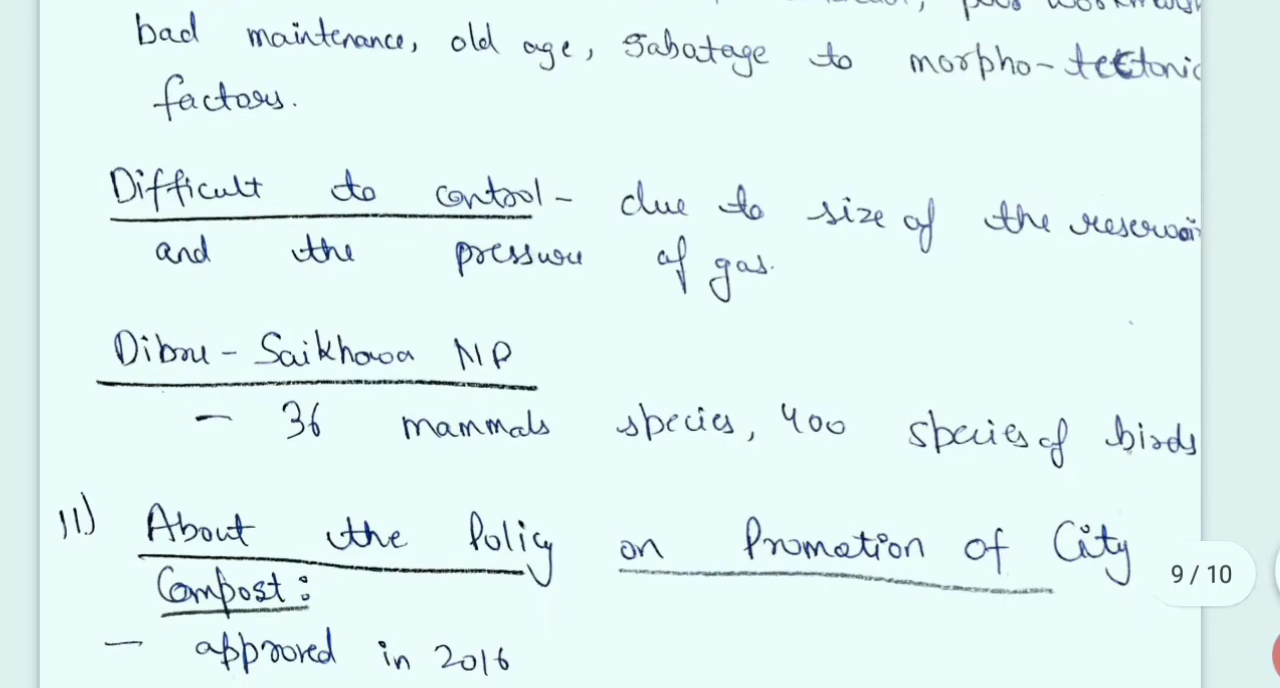 bad maintenance, old age, sabatage to morpho-tectonic
factors.
Difficult to control - due to size of the reservoir
and the pressure of gas.
Dibru - Saikhowa NP
- 36 mammals species, 400 species of birds
11) About the Policy on Promotion of City
Compost:
- approved in 2016
9 / 10